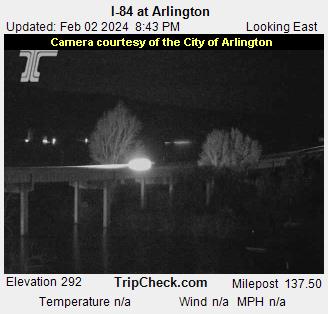 I-84 at Arlington
Updated: Feb 02 2024 8:43 PM Looking East
Camera courtesy of the City of Arlington
Elevation 292 TripCheck.com Milepost 137.50
Temperature n/a Wind n/a MPH n/a